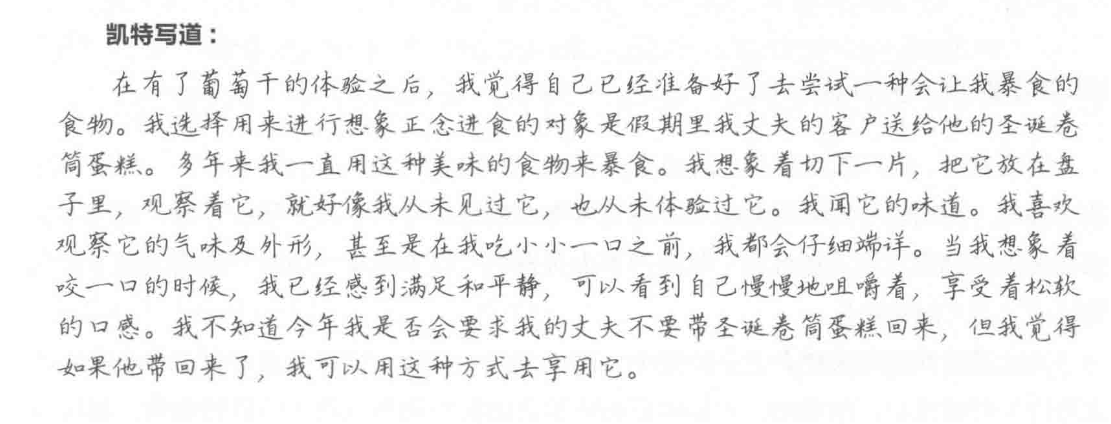 凯特写道：
在有了葡萄干的体验之后，我觉得自己已经准备好了去尝试一种会让我暴食的
食物。我选择用来进行想象正念进食的对象是假期里我丈夫的客户送给他的圣诞卷
筒蛋糕。多年来我一直用这种美味的食物来暴食。我想象着切下一片，把它放在盘
子里，观察着它，就好像我从未见过它，也从未体验过它。我闻它的味道。我喜欢
观察它的气味及外形，甚至是在我吃小小一口之前，我都会仔细端详。当我想象着
咬一口的时候，我已经感到满足和平静，可以看到自己慢慢地咀嚼着，享受着松软
的口感。我不知道今年我是否会要求我的丈夫不要带圣诞卷筒蛋糕回来，但我觉得
如果他带回来了，我可以用这种方式去享用它。